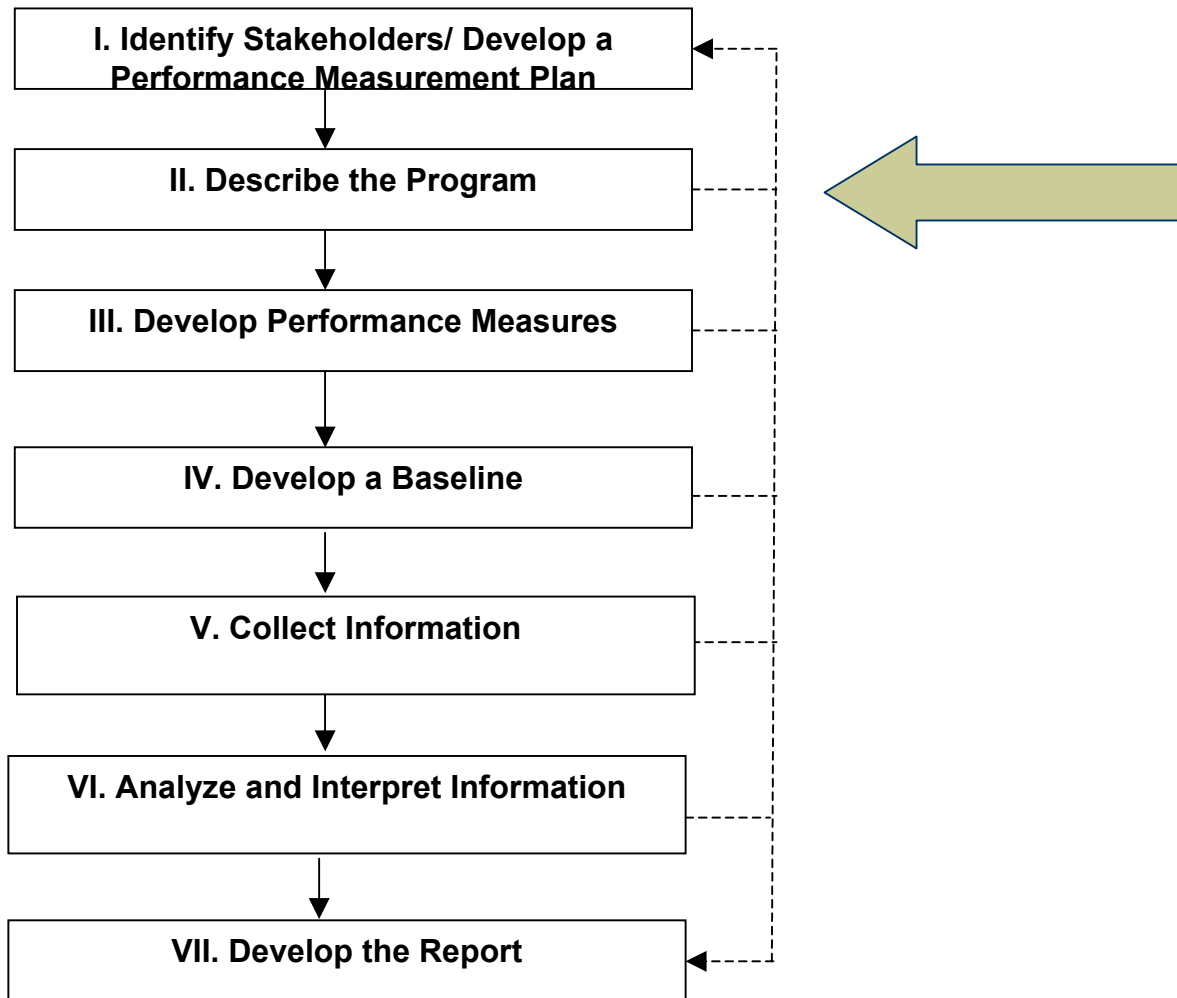 I. Identify Stakeholders/ Develop a
Performance Measurement Plan
II. Describe the Program
III. Develop Performance Measures
IV. Develop a Baseline
V. Collect Information
VI. Analyze and Interpret Information
VII. Develop the Report